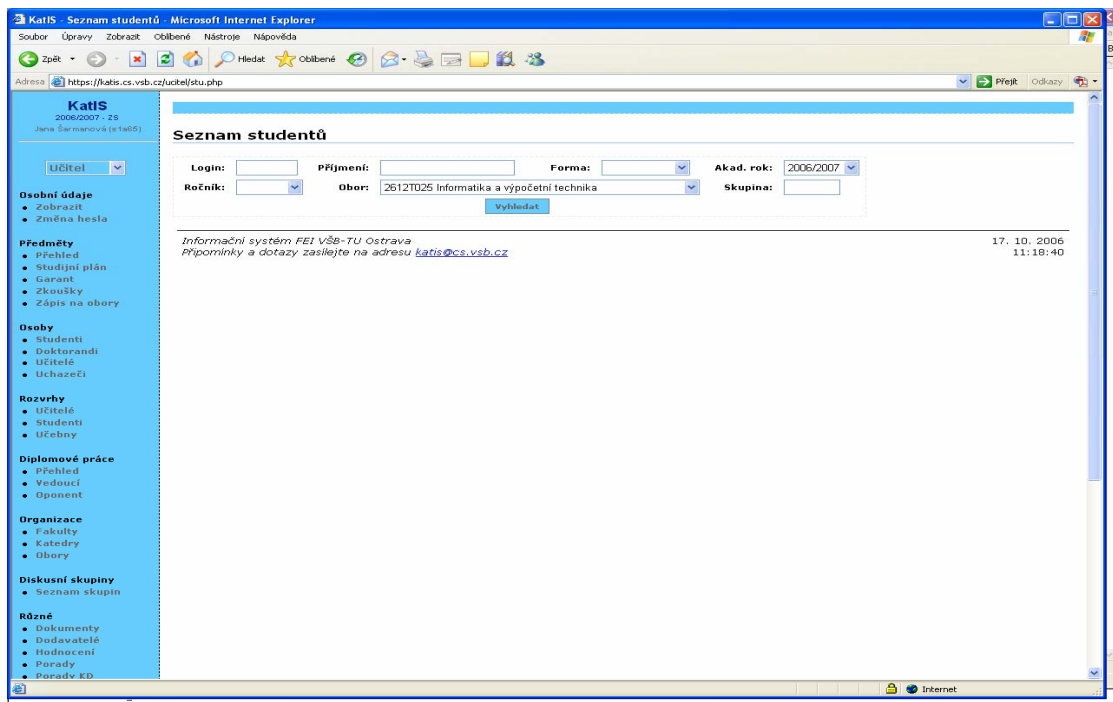 KatIS - Seznam studentů - Microsoft Internet Explorer
Soubor Úpravy Zobrazit Oblíbené Nástroje Nápověda
Zpět Hledat Oblíbené
Adresa https://katis.cs.vsb.cz/ucitel/stu.php Přejít Odkazy
KatIS
2006/2007 - ZS
Jana Šarmanová (s1a65)
Učitel
Osobní údaje
Zobrazit
Změna hesla
Předměty
Přehled
Studijní plán
Garant
Zkoušky
Zápis na obory
Osoby
Studenti
Doktorandi
Učitelé
Uchazeči
Rozvrhy
Učitelé
Studenti
Učebny
Diplomové práce
Přehled
Vedoucí
Oponent
Organizace
Fakulty
Katedry
Obory
Diskusní skupiny
Seznam skupin
Různé
Dokumenty
Dodavatelé
Hodnocení
Porady
Porady KD
Seznam studentů
Login: Příjmení: Forma: Akad. rok: 2006/2007
Ročník: Obor: 2612T025 Informatika a výpočetní technika Skupina:
Vyhledat
Informační systém FEI VŠB-TU Ostrava 17. 10. 2006
Připomínky a dotazy zasílejte na adresu katis@cs.vsb.cz 11:18:40
Internet